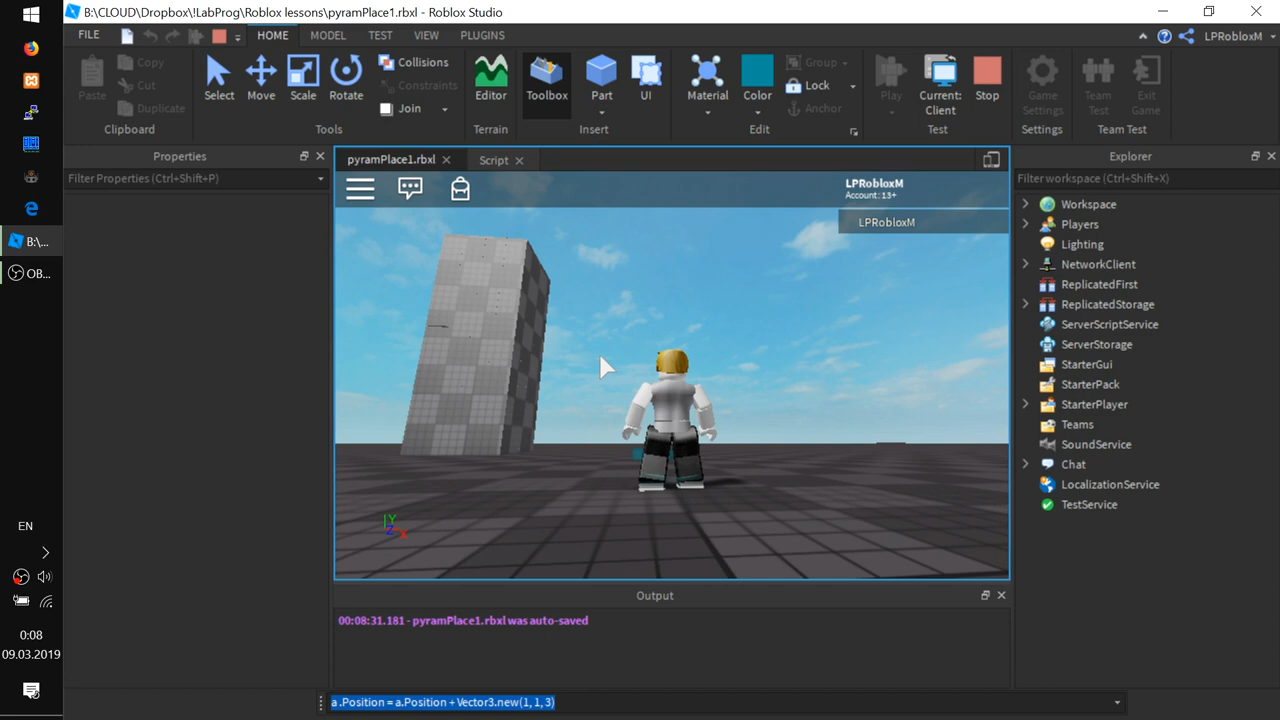 B:\CLOUD\Dropbox\!LabProg\Roblox lessons\pyramPlace1.rbxl - Roblox Studio
FILE HOME MODEL TEST VIEW PLUGINS LPRobloxM
Paste Copy Cut Duplicate
Select Move Scale Rotate Collisions Constraints Join
Editor Toolbox Part UI
Material Color Group Lock Anchor
Play Current: Client Stop
Game Settings Team Test Exit Game
Clipboard Tools Terrain Insert Edit Test Settings Team Test
Properties
Filter Properties (Ctrl+Shift+P)
pyramPlace1.rbxl Script
LPRobloxM
Account: 13+
LPRobloxM
Y
Z X
Explorer
Filter workspace (Ctrl+Shift+X)
Workspace
Players
Lighting
NetworkClient
ReplicatedFirst
ReplicatedStorage
ServerScriptService
ServerStorage
StarterGui
StarterPack
StarterPlayer
Teams
SoundService
Chat
LocalizationService
TestService
Output
00:08:31.181 - pyramPlace1.rbxl was auto-saved
a .Position = a.Position + Vector3.new(1, 1, 3)
B:\...
OB...
EN
0:08
09.03.2019